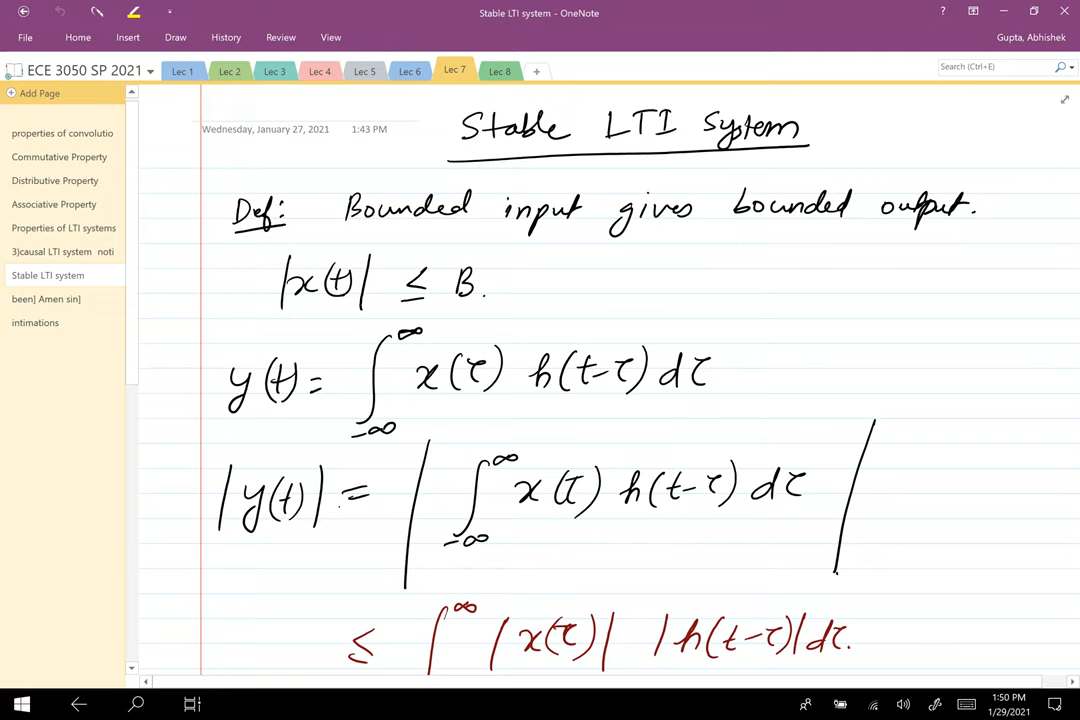 Stable LTI system - OneNote
?
File Home Insert Draw History Review View
Gupta, Abhishek
ECE 3050 SP 2021
Lec 1 Lec 2 Lec 3 Lec 4 Lec 5 Lec 6 Lec 7 Lec 8 +
Search (Ctrl+E)
Add Page
properties of convolutio
Commutative Property
Distributive Property
Associative Property
Properties of LTI systems
3)causal LTI system noti
Stable LTI system
been] Amen sin]
intimations
Wednesday, January 27, 2021 1:43 PM
Stable LTI System
Def: Bounded input gives bounded output.
|x(t)| ≤ B.
y(t) = ∫_{-∞}^{∞} x(τ) h(t-τ) dτ
|y(t)| = | ∫_{-∞}^{∞} x(τ) h(t-τ) dτ |
≤ ∫^{∞} |x(τ)| |h(t-τ)| dτ.
1:50 PM
1/29/2021